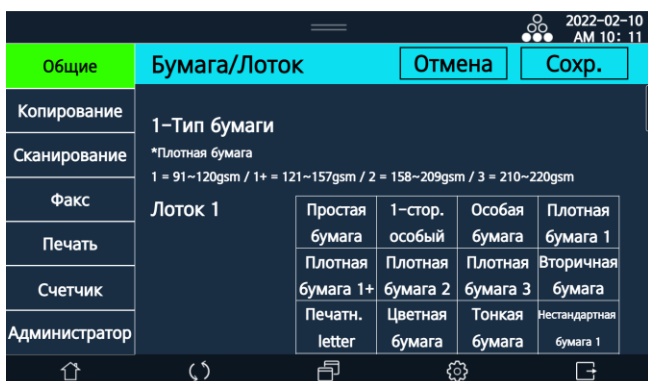 2022-02-10
AM 10: 11
Общие
Бумага/Лоток
Отмена
Сохр.
Копирование
Сканирование
Факс
Печать
Счетчик
Администратор
1-Тип бумаги
*Плотная бумага
1 = 91~120gsm / 1+ = 121~157gsm / 2 = 158~209gsm / 3 = 210~220gsm
Лоток 1
Простая
бумага
1-стор.
особый
Особая
бумага
Плотная
бумага 1
Плотная
бумага 1+
Плотная
бумага 2
Плотная
бумага 3
Вторичная
бумага
Печатн.
letter
Цветная
бумага
Тонкая
бумага
Нестандартная
бумага 1